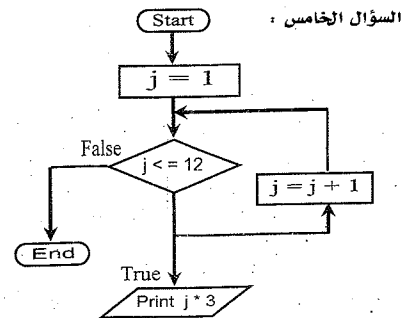 السؤال الخامس :
Start
j = 1
False
j < = 12
j = j + 1
End
True
Print j * 3